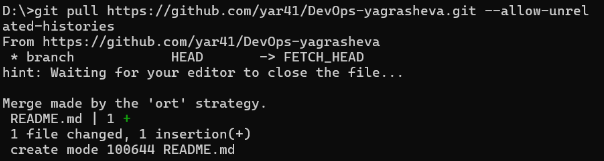 D:\>git pull https://github.com/yar41/DevOps-yagrasheva.git --allow-unrel
ated-histories
From https://github.com/yar41/DevOps-yagrasheva
 * branch            HEAD       -> FETCH_HEAD
hint: Waiting for your editor to close the file...
Merge made by the 'ort' strategy.
 README.md | 1 +
 1 file changed, 1 insertion(+)
 create mode 100644 README.md